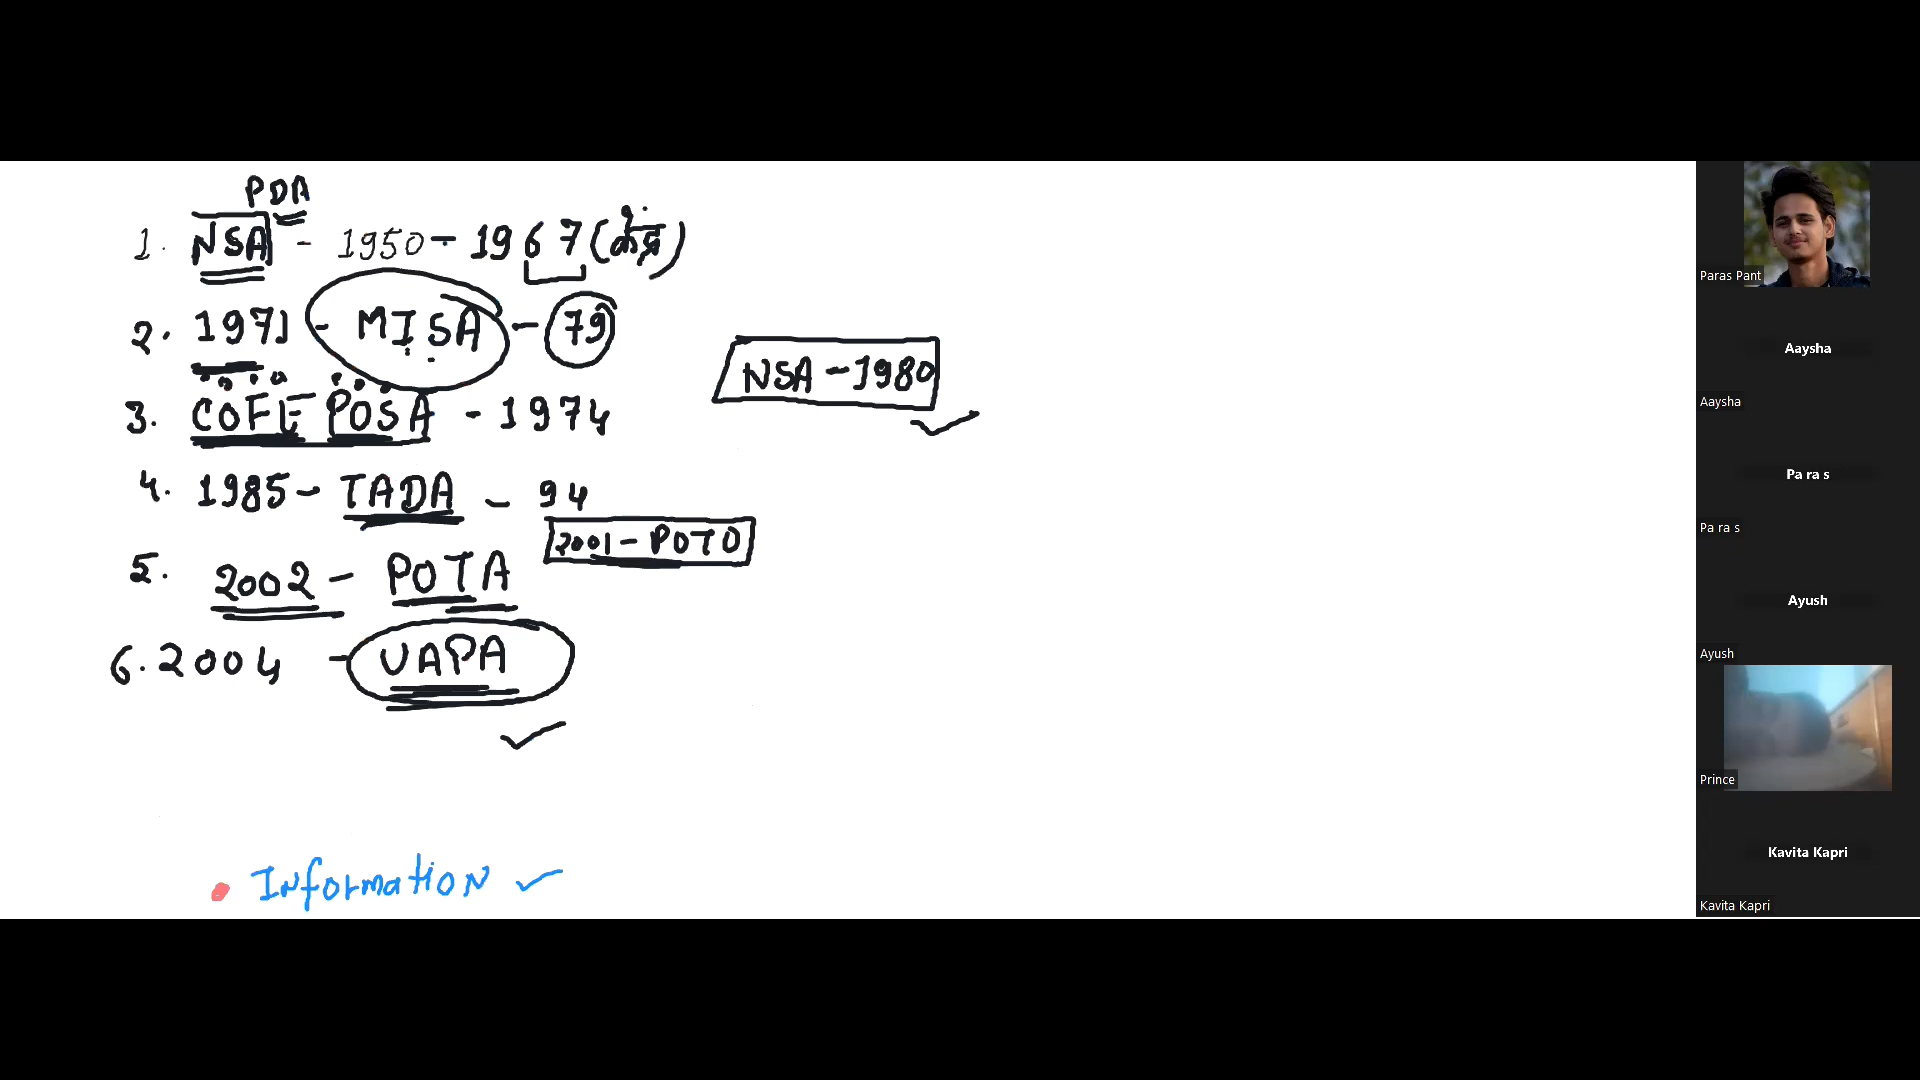 PDA
1. NSA - 1950 - 1967 (केंद्र)
2. 1971 - MISA - 79
NSA - 1980
3. COFEPOSA - 1974
4. 1985 - TADA - 94
2001 - POTO
5. 2002 - POTA
6. 2004 - UAPA
• Information
Paras Pant
Aaysha
Aaysha
Pa ra s
Pa ra s
Ayush
Ayush
Prince
Kavita Kapri
Kavita Kapri